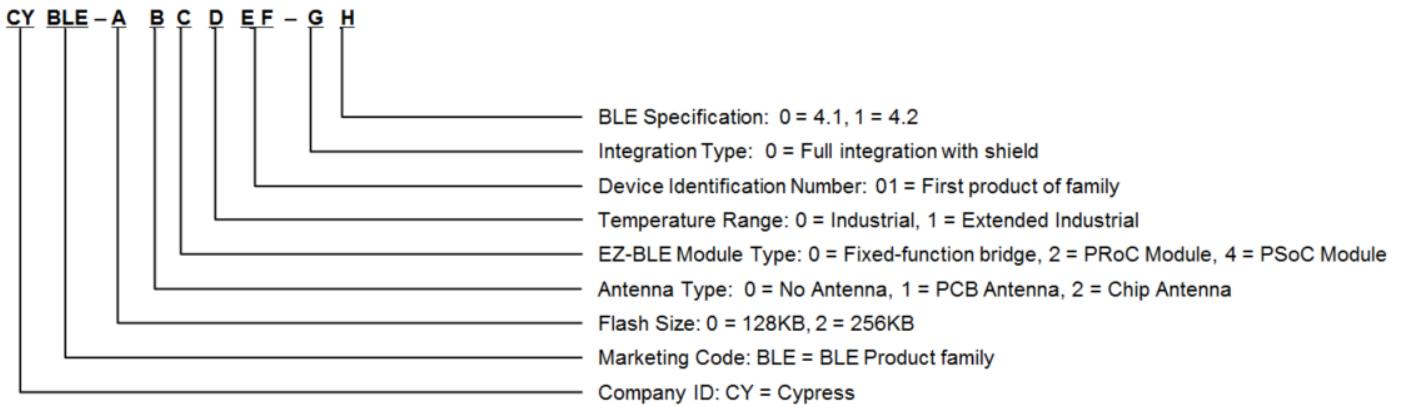 CY BLE – A B C D E F – G H
BLE Specification: 0 = 4.1, 1 = 4.2
Integration Type: 0 = Full integration with shield
Device Identification Number: 01 = First product of family
Temperature Range: 0 = Industrial, 1 = Extended Industrial
EZ-BLE Module Type: 0 = Fixed-function bridge, 2 = PRoC Module, 4 = PSoC Module
Antenna Type: 0 = No Antenna, 1 = PCB Antenna, 2 = Chip Antenna
Flash Size: 0 = 128KB, 2 = 256KB
Marketing Code: BLE = BLE Product family
Company ID: CY = Cypress